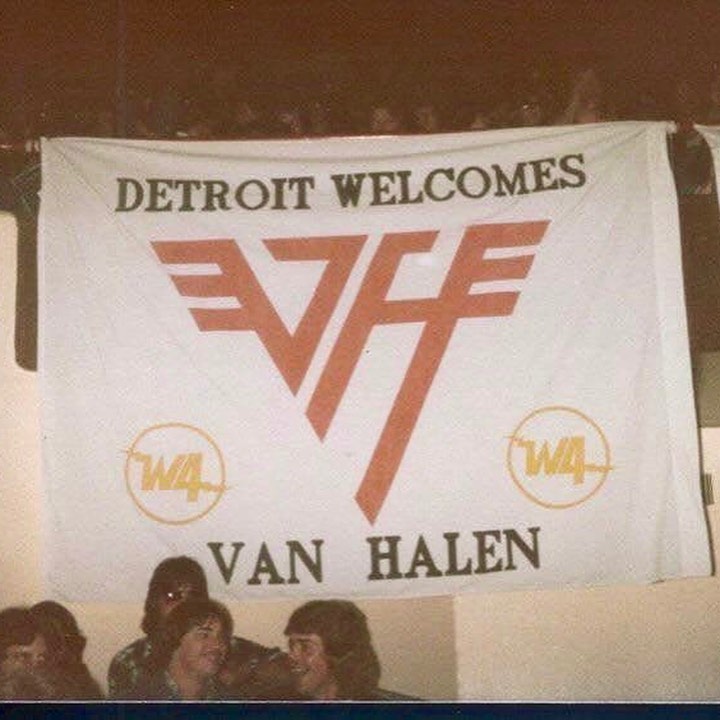 DETROIT WELCOMES
VH
W4 W4
VAN HALEN